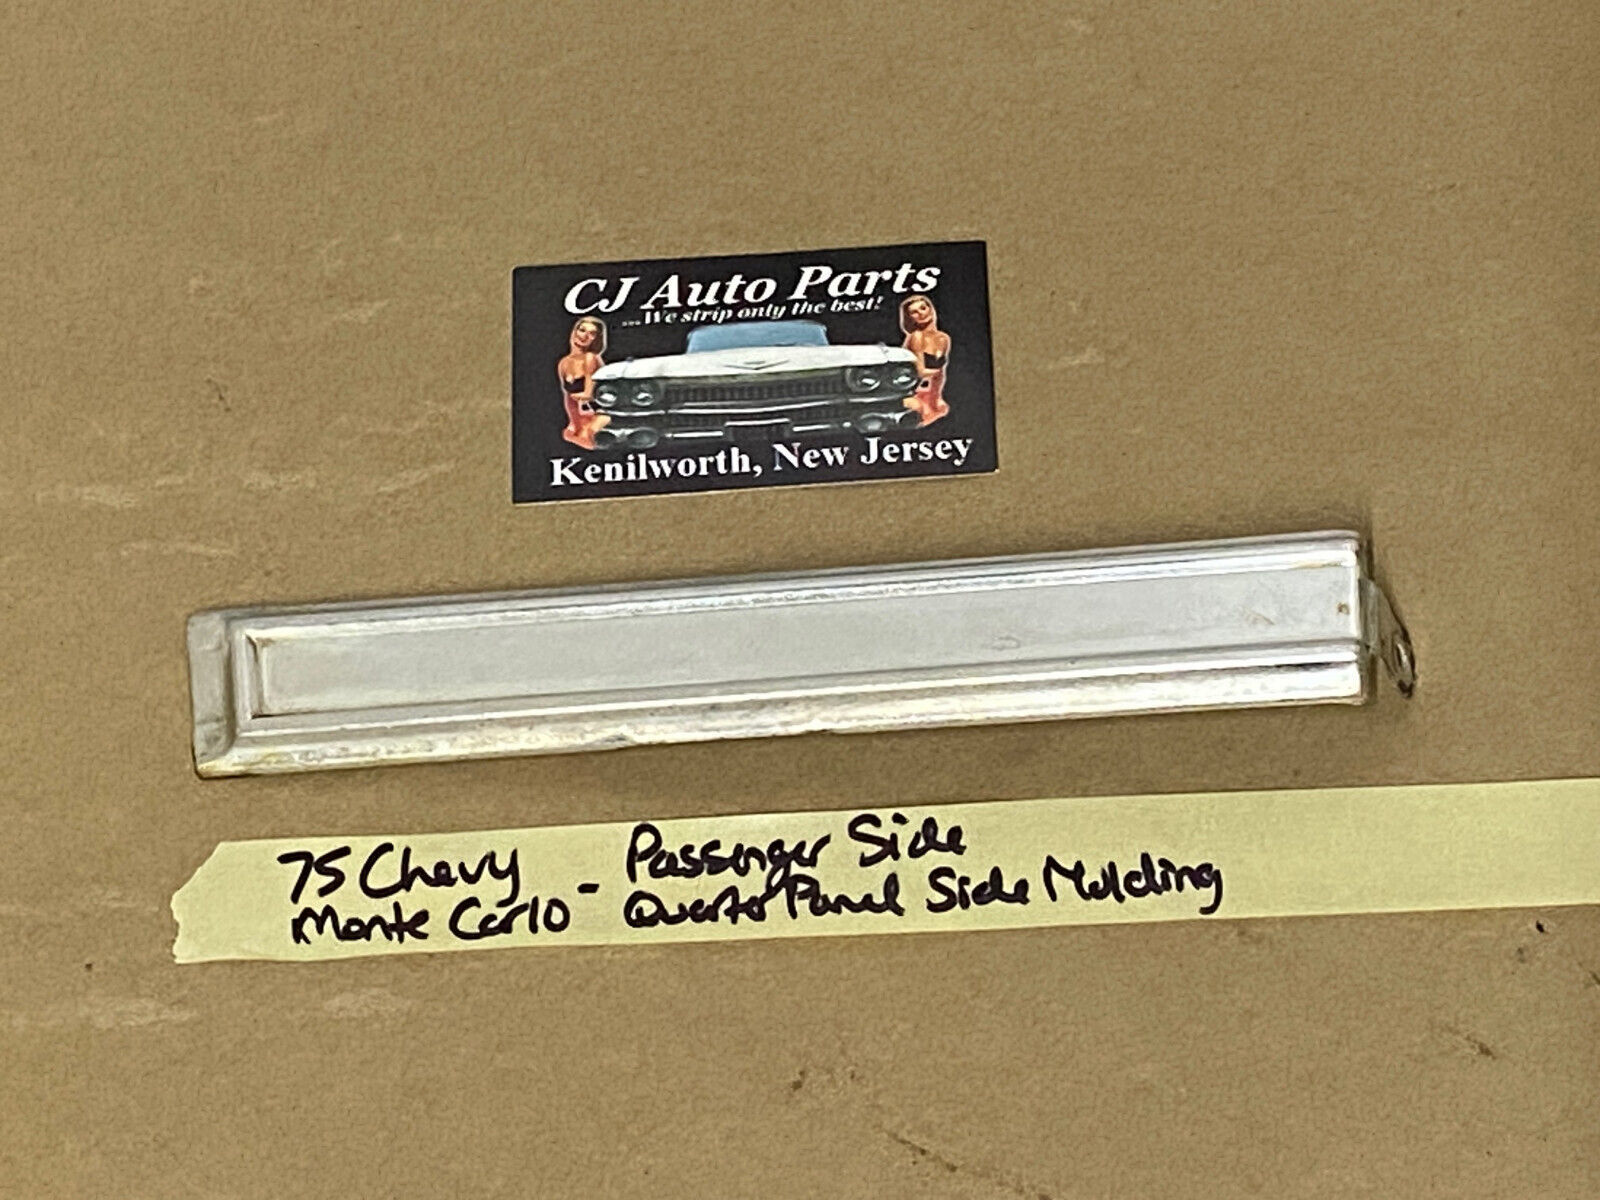 CJ Auto Parts
...We strip only the best!
Kenilworth, New Jersey
75 Chevy - Passenger Side
Monte Carlo Quarter Panel Side Molding